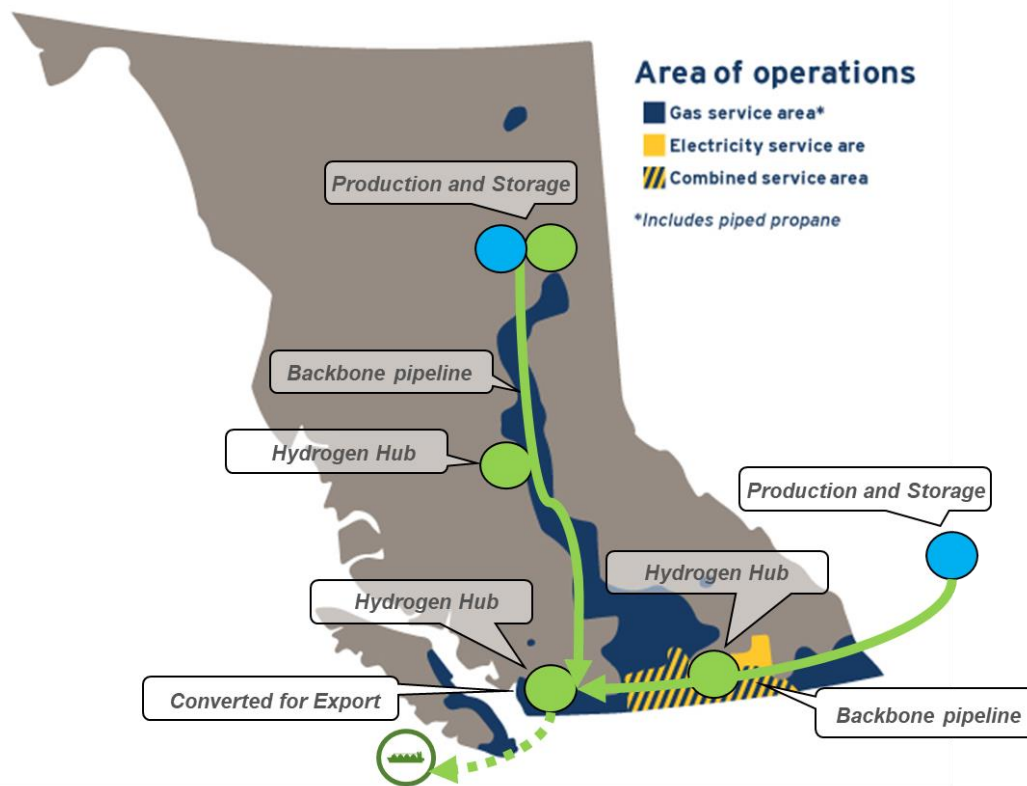 Area of operations
Gas service area*
Electricity service are
Combined service area
*Includes piped propane
Production and Storage
Backbone pipeline
Hydrogen Hub
Production and Storage
Hydrogen Hub
Hydrogen Hub
Converted for Export
Backbone pipeline